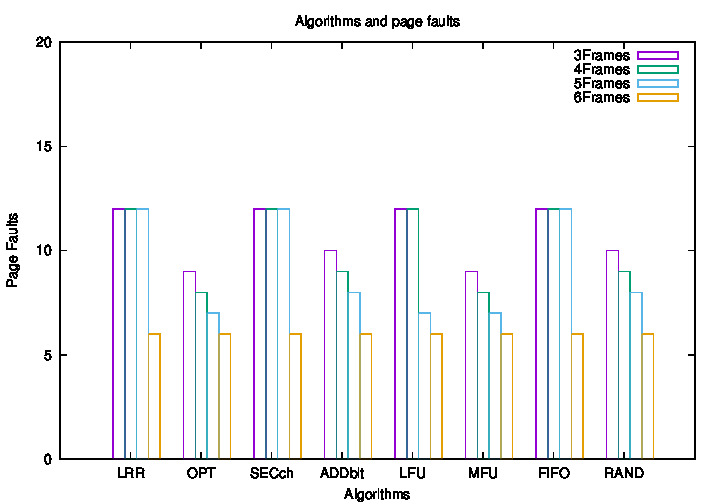 Algorithms and page faults
20
15
10
5
0
Page Faults
3Frames
4Frames
5Frames
6Frames
LRR OPT SECch ADDbit LFU MFU FIFO RAND
Algorithms